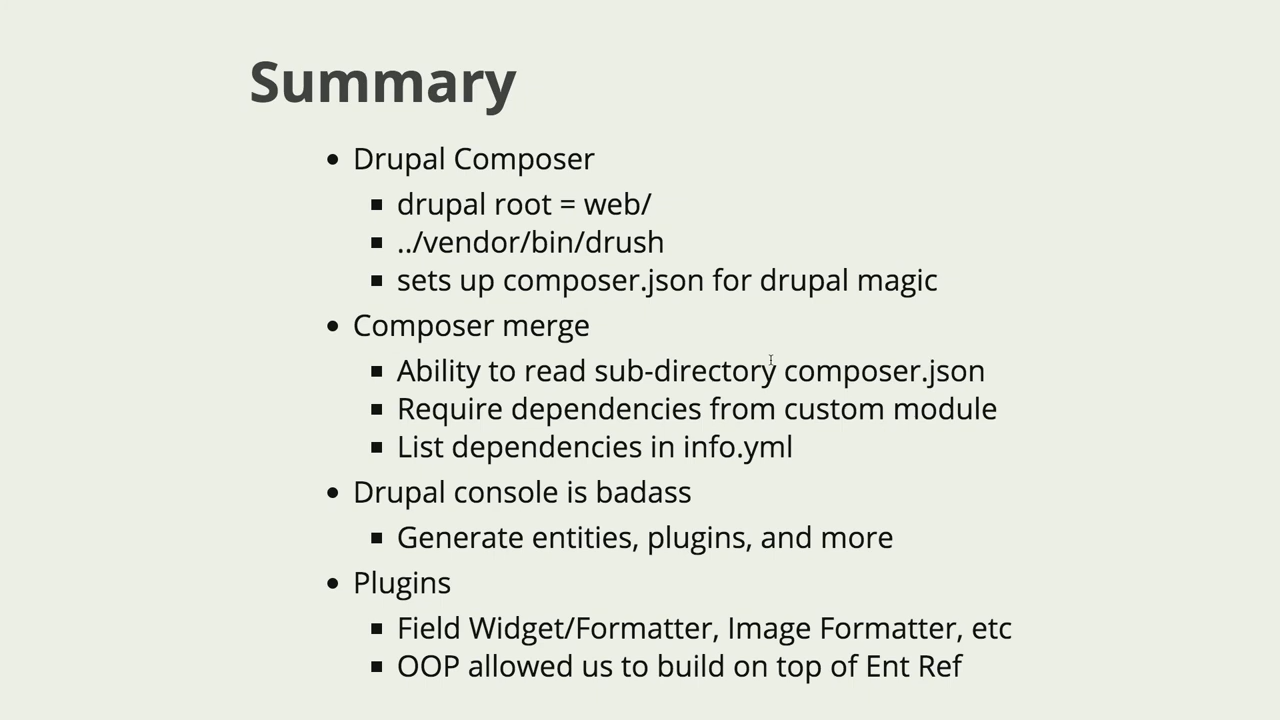 Summary
Drupal Composer
drupal root = web/
../vendor/bin/drush
sets up composer.json for drupal magic
Composer merge
Ability to read sub-directory composer.json
Require dependencies from custom module
List dependencies in info.yml
Drupal console is badass
Generate entities, plugins, and more
Plugins
Field Widget/Formatter, Image Formatter, etc
OOP allowed us to build on top of Ent Ref